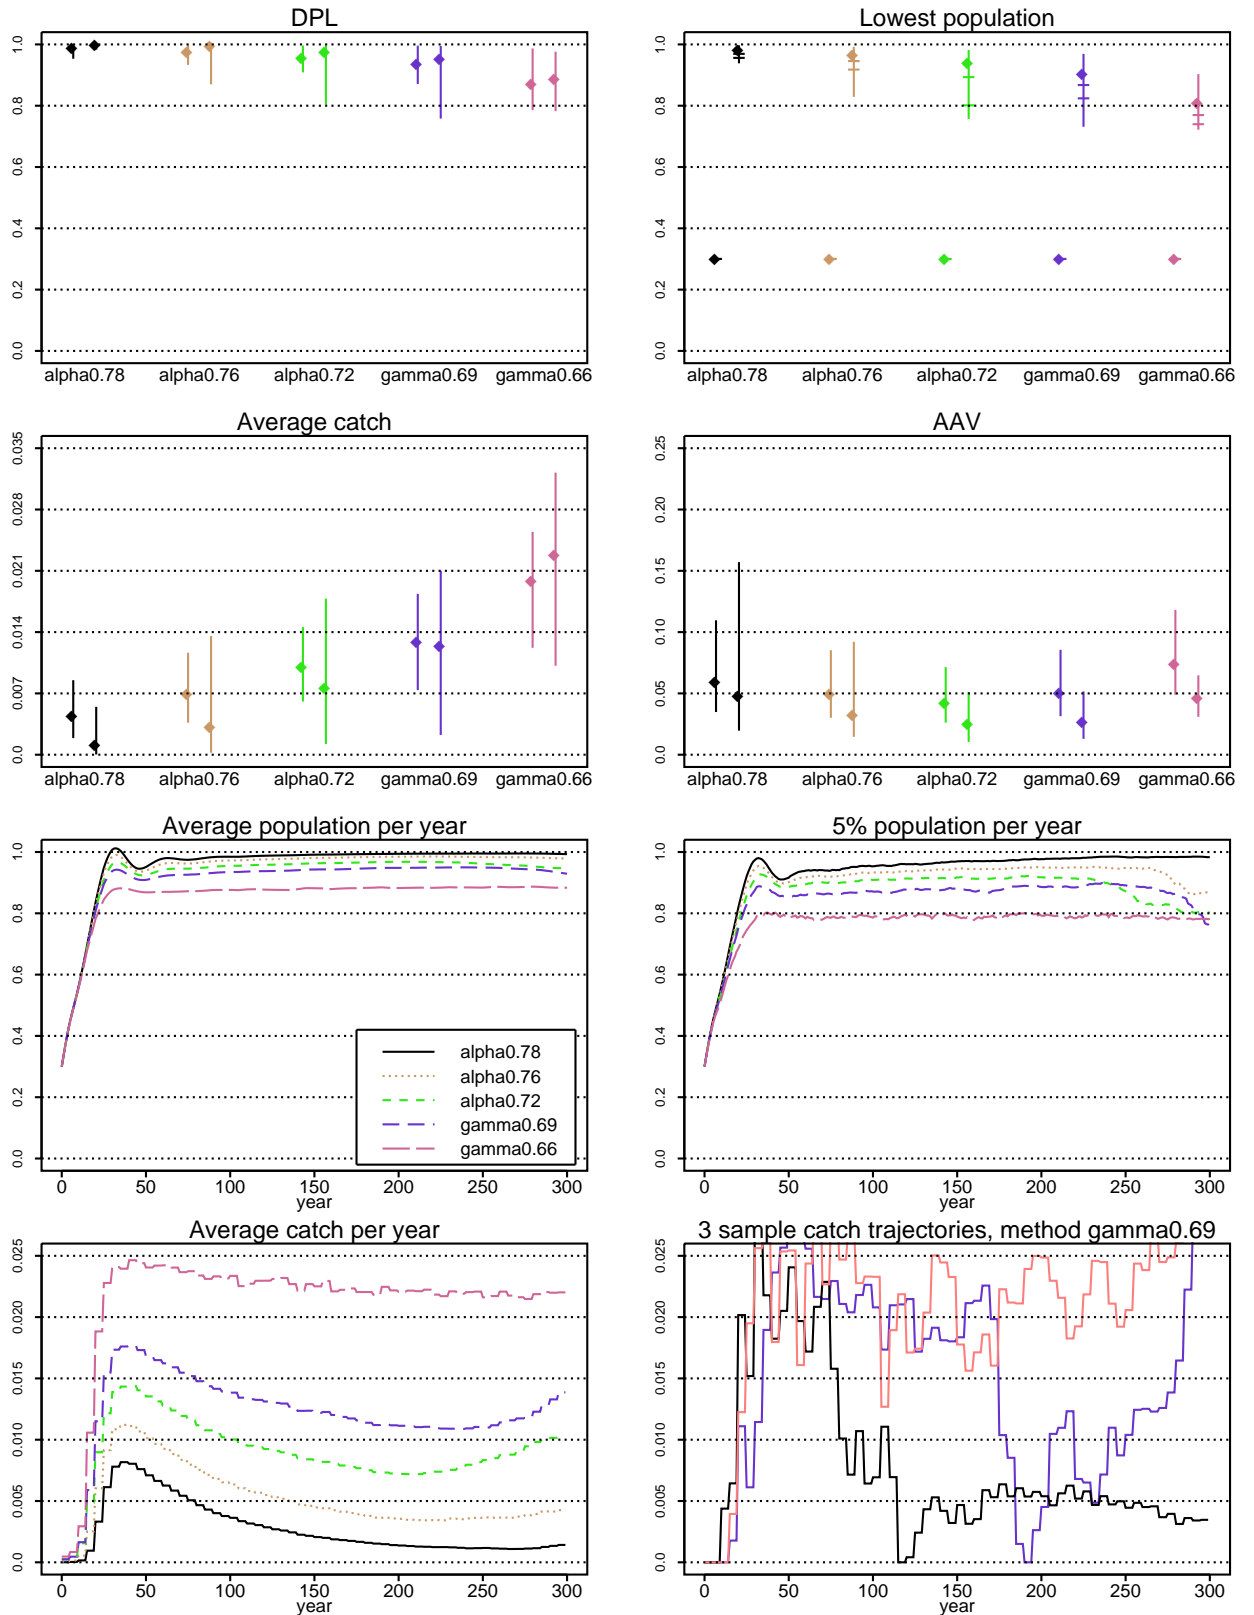 DPL
Lowest population
1.0
0.8
0.6
0.4
0.2
0.0
alpha0.78 alpha0.76 alpha0.72 gamma0.69 gamma0.66
1.0
0.8
0.6
0.4
0.2
0.0
alpha0.78 alpha0.76 alpha0.72 gamma0.69 gamma0.66
Average catch
AAV
0.035
0.028
0.021
0.014
0.007
0.0
alpha0.78 alpha0.76 alpha0.72 gamma0.69 gamma0.66
0.25
0.20
0.15
0.10
0.05
0.0
alpha0.78 alpha0.76 alpha0.72 gamma0.69 gamma0.66
Average population per year
5% population per year
1.0
0.8
0.6
0.4
0.2
0.0
alpha0.78
alpha0.76
alpha0.72
gamma0.69
gamma0.66
0 50 100 150 200 250 300
year
1.0
0.8
0.6
0.4
0.2
0.0
0 50 100 150 200 250 300
year
Average catch per year
3 sample catch trajectories, method gamma0.69
0.025
0.020
0.015
0.010
0.005
0.0
0 50 100 150 200 250 300
year
0.025
0.020
0.015
0.010
0.005
0.0
0 50 100 150 200 250 300
year